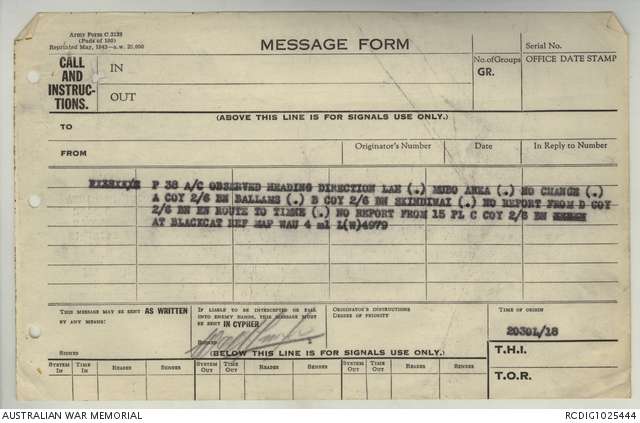 Army Form C 2128
(Pads of 100)
Reprinted May, 1943—a.w. 25,000
MESSAGE FORM
Serial No.
CALL
AND
INSTRUC-
TIONS.
IN
OUT
No. of Groups
GR.
OFFICE DATE STAMP
(ABOVE THIS LINE IS FOR SIGNALS USE ONLY.)
TO
FROM
Originator's Number
Date
In Reply to Number
P 38 A/C OBSERVED HEADING DIRECTION LAE (.) MUBO AREA (.) NO CHANGE (.)
A COY 2/6 BN BALLAMS (.) B COY 2/6 BN SKINDIWAI (.) NO REPORT FROM D COY
2/6 BN EN ROUTE TO TIMNE (.) NO REPORT FROM 15 PL C COY 2/6 BN
AT BLACKCAT REF MAP WAU 4 ml L(W)4979
THIS MESSAGE MAY BE SENT AS WRITTEN
BY ANY MEANS:
SIGNED
IF LIABLE TO BE INTERCEPTED OR FALL
INTO ENEMY HANDS, THIS MESSAGE MUST
BE SENT IN CYPHER
SIGNED
ORIGINATOR'S INSTRUCTIONS
DEGREE OF PRIORITY
TIME OF ORIGIN
2030L/18
(BELOW THIS LINE IS FOR SIGNALS USE ONLY.)
T.H.I.
T.O.R.
SYSTEM IN
TIME IN
READER
SENDER
SYSTEM OUT
TIME OUT
READER
SENDER
SYSTEM OUT
TIME OUT
READER
SENDER
AUSTRALIAN WAR MEMORIAL
RCDIG1025444